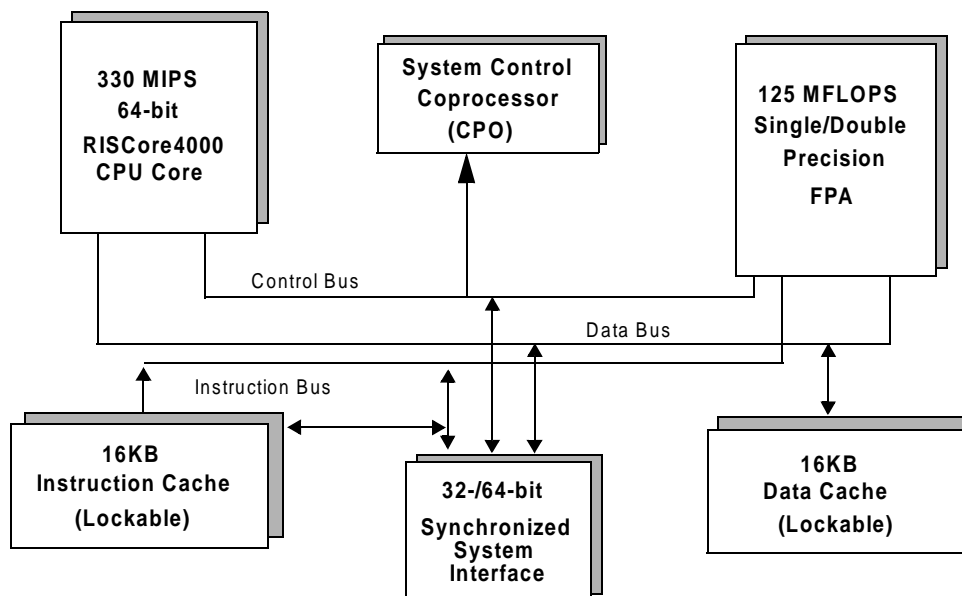 330 MIPS
64-bit
RISCore4000
CPU Core
System Control
Coprocessor
(CPO)
125 MFLOPS
Single/Double
Precision
FPA
Control Bus
Data Bus
Instruction Bus
16KB
Instruction Cache
(Lockable)
32-/64-bit
Synchronized
System
Interface
16KB
Data Cache
(Lockable)